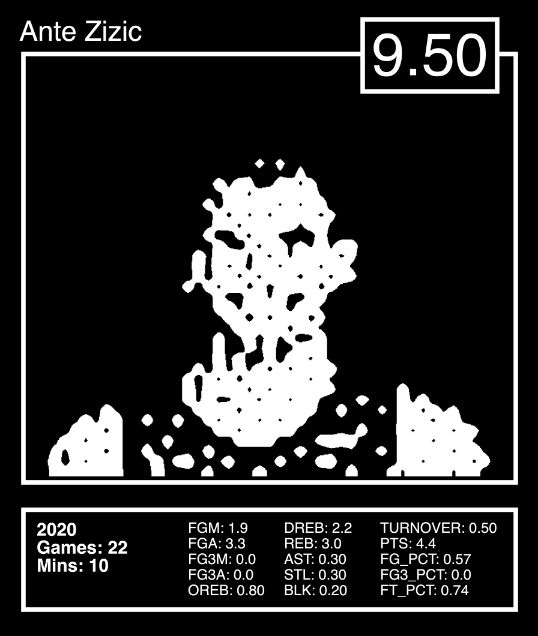 Ante Zizic
9.50
2020
Games: 22
Mins: 10
FGM: 1.9
FGA: 3.3
FG3M: 0.0
FG3A: 0.0
OREB: 0.80
DREB: 2.2
REB: 3.0
AST: 0.30
STL: 0.30
BLK: 0.20
TURNOVER: 0.50
PTS: 4.4
FG_PCT: 0.57
FG3_PCT: 0.0
FT_PCT: 0.74